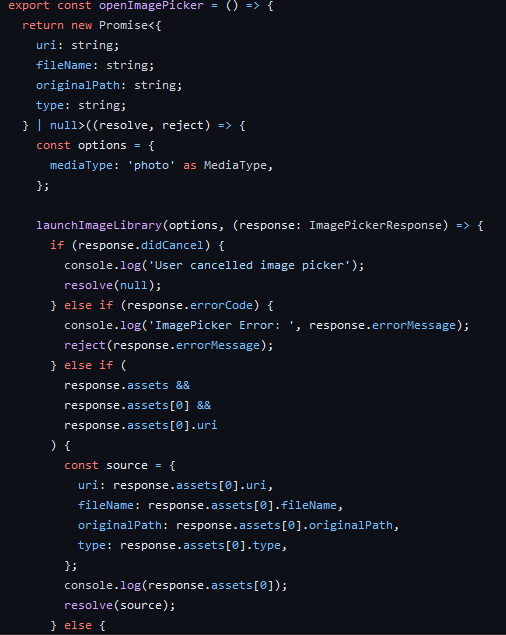 export const openImagePicker = () => {
  return new Promise<{
    uri: string;
    fileName: string;
    originalPath: string;
    type: string;
  } | null>((resolve, reject) => {
    const options = {
      mediaType: 'photo' as MediaType,
    };

    launchImageLibrary(options, (response: ImagePickerResponse) => {
      if (response.didCancel) {
        console.log('User cancelled image picker');
        resolve(null);
      } else if (response.errorCode) {
        console.log('ImagePicker Error: ', response.errorMessage);
        reject(response.errorMessage);
      } else if (
        response.assets &&
        response.assets[0] &&
        response.assets[0].uri
      ) {
        const source = {
          uri: response.assets[0].uri,
          fileName: response.assets[0].fileName,
          originalPath: response.assets[0].originalPath,
          type: response.assets[0].type,
        };
        console.log(response.assets[0]);
        resolve(source);
      } else {